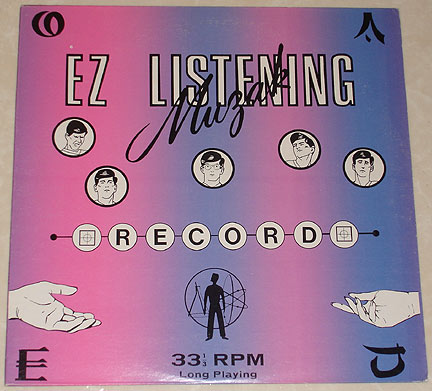 O V
EZ LISTENING
Muzak
RECORD
33⅓ RPM
Long Playing
E D